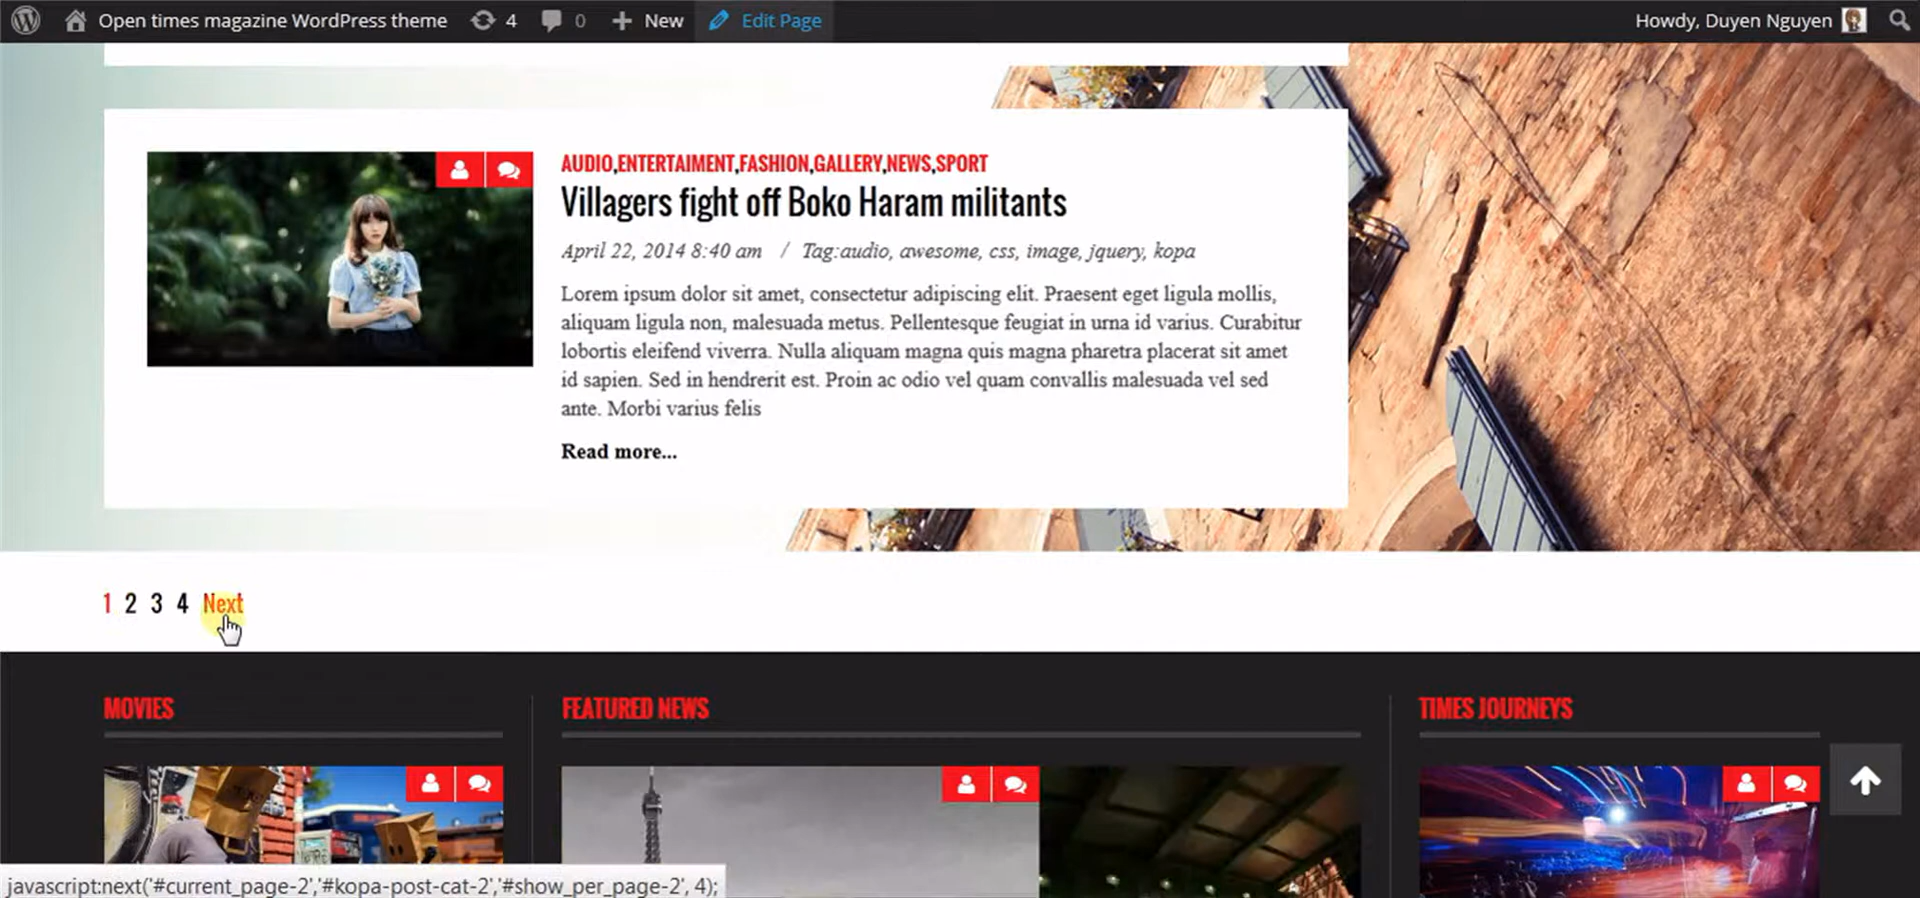 Open times magazine WordPress theme 4 0 New Edit Page Howdy, Duyen Nguyen
AUDIO,ENTERTAIMENT,FASHION,GALLERY,NEWS,SPORT
Villagers fight off Boko Haram militants
April 22, 2014 8:40 am / Tag:audio, awesome, css, image, jquery, kopa
Lorem ipsum dolor sit amet, consectetur adipiscing elit. Praesent eget ligula mollis,
aliquam ligula non, malesuada metus. Pellentesque feugiat in urna id varius. Curabitur
lobortis eleifend viverra. Nulla aliquam magna quis magna pharetra placerat sit amet
id sapien. Sed in hendrerit est. Proin ac odio vel quam convallis malesuada vel sed
ante. Morbi varius felis
Read more...
1 2 3 4 Next
MOVIES
FEATURED NEWS
TIMES JOURNEYS
javascript:next('#current_page-2','#kopa-post-cat-2','#show_per_page-2', 4);